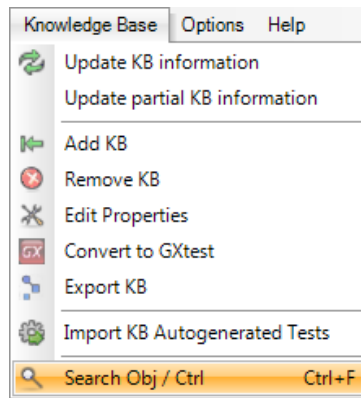 Knowledge Base Options Help
Update KB information
Update partial KB information
Add KB
Remove KB
Edit Properties
GX Convert to GXtest
Export KB
Import KB Autogenerated Tests
Search Obj / Ctrl Ctrl+F